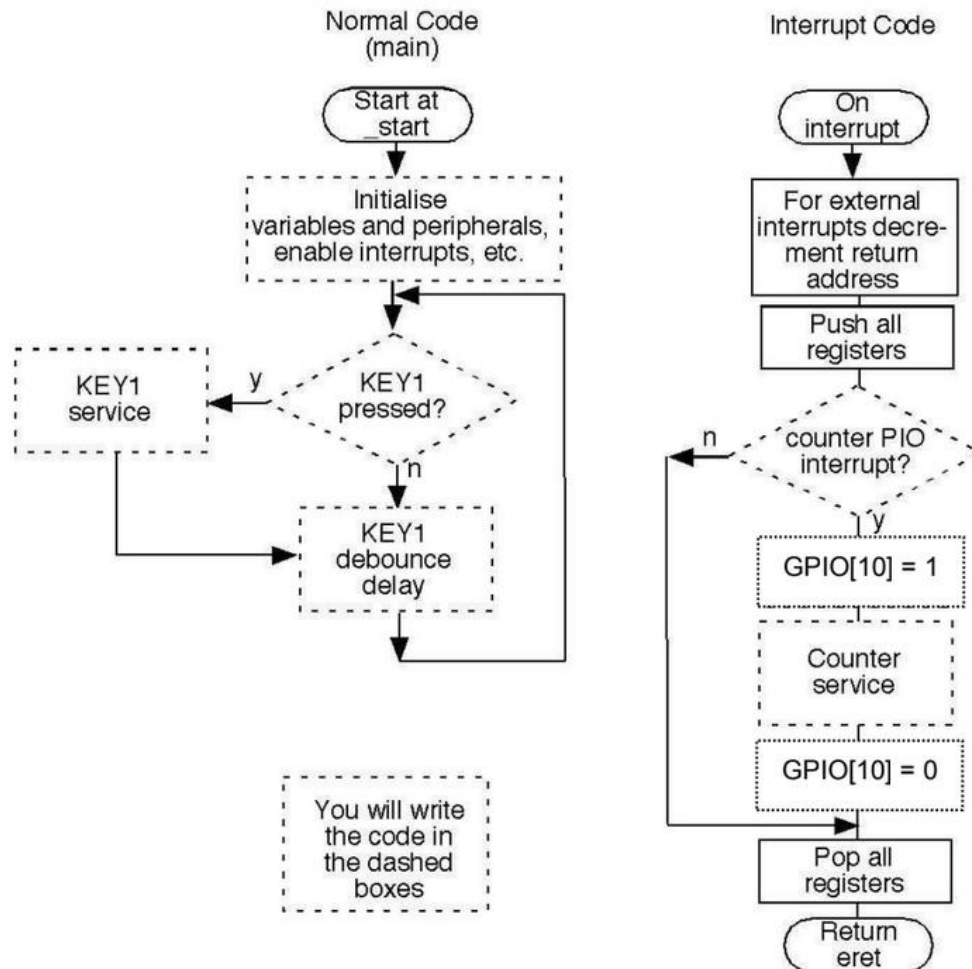 Normal Code
(main)
Start at
_start
Initialise
variables and peripherals,
enable interrupts, etc.
KEY1
pressed?
y
n
KEY1
service
KEY1
debounce
delay
You will write
the code in
the dashed
boxes
Interrupt Code
On
interrupt
For external
interrupts decre-
ment return
address
Push all
registers
counter PIO
interrupt?
n
y
GPIO[10] = 1
Counter
service
GPIO[10] = 0
Pop all
registers
Return
eret